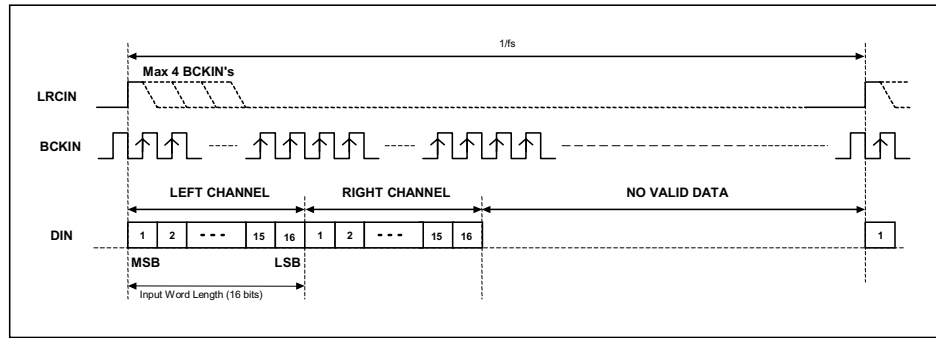 1/fs
Max 4 BCKIN's
LRCIN
BCKIN
LEFT CHANNEL RIGHT CHANNEL NO VALID DATA
DIN 1 2 --- 15 16 1 2 --- 15 16 1
MSB LSB
Input Word Length (16 bits)